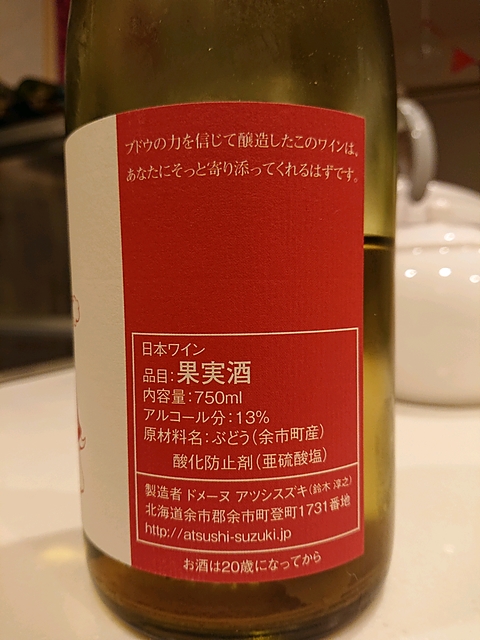 ブドウの力を信じて醸造したこのワインは。
あなたにそっと寄り添ってくれるはずです。
日本ワイン
品目：果実酒
内容量：750ml
アルコール分：13%
原材料名：ぶどう（余市町産）
酸化防止剤（亜硫酸塩）
製造者 ドメーヌ アツシスズキ（鈴木 淳之）
北海道余市郡余市町登町1731番地
http://atsushi-suzuki.jp
お酒は20歳になってから